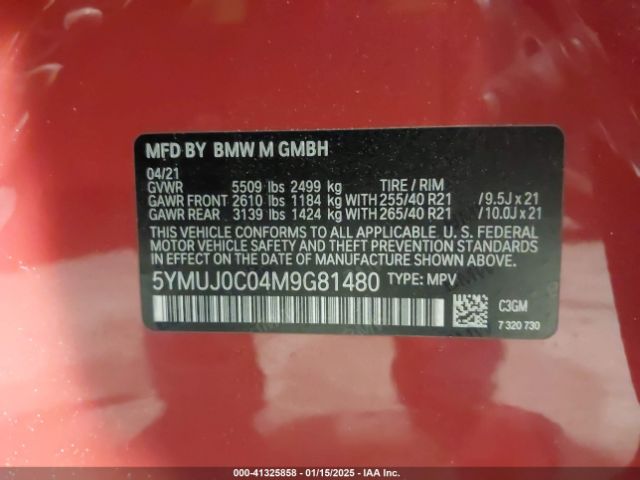 MFD BY BMW M GMBH
04/21
GVWR 5509 lbs 2499 kg TIRE / RIM
GAWR FRONT 2610 lbs 1184 kg WITH 255/40 R21 / 9.5J x 21
GAWR REAR 3139 lbs 1424 kg WITH 265/40 R21 / 10.0J x 21
THIS VEHICLE CONFORMS TO ALL APPLICABLE U. S. FEDERAL
MOTOR VEHICLE SAFETY, BUMPER, AND THEFT PREVENTION STANDARDS
IN EFFECT ON THE DATE OF MANUFACTURE SHOWN ABOVE.
5YMUJ0C04M9G81480 TYPE: MPV
C3GM
7 320 730
000-41325858 - 01/15/2025 - IAA Inc.